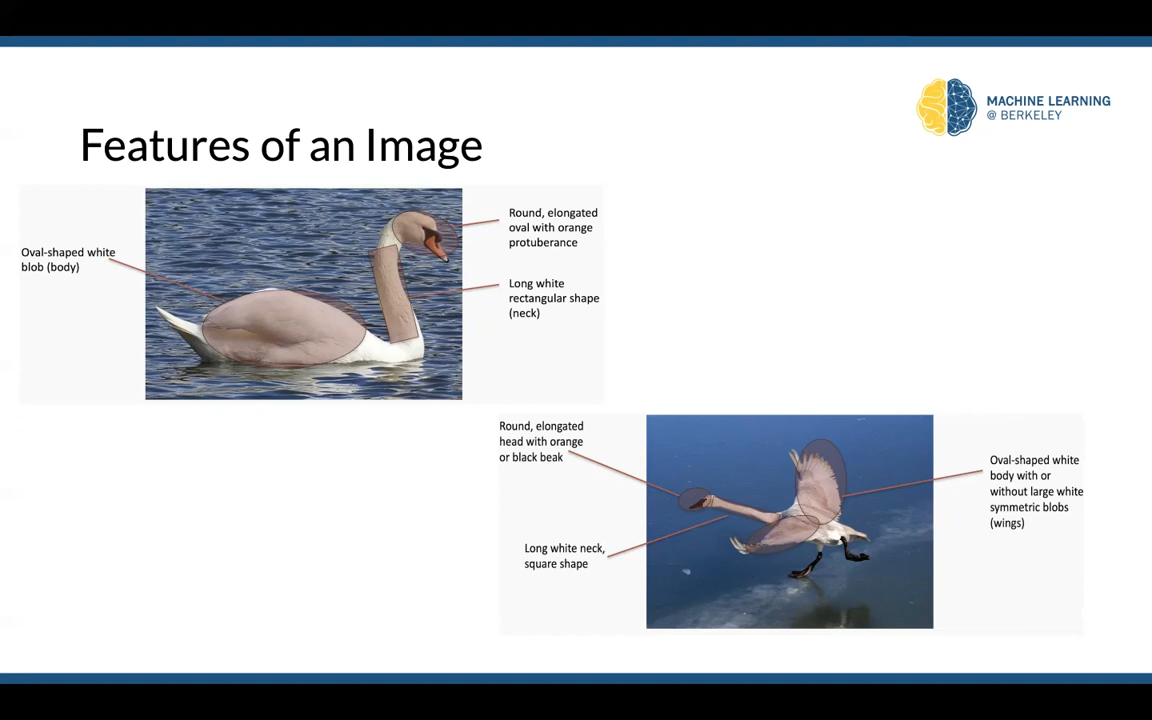 MACHINE LEARNING
@ BERKELEY
Features of an Image
Oval-shaped white
blob (body)
Round, elongated
oval with orange
protuberance
Long white
rectangular shape
(neck)
Round, elongated
head with orange
or black beak
Long white neck,
square shape
Oval-shaped white
body with or
without large white
symmetric blobs
(wings)